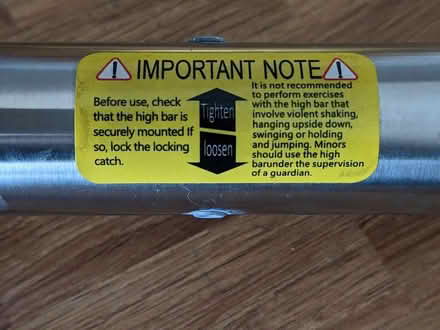 IMPORTANT NOTE
Before use, check
that the high bar is
securely mounted If
so, lock the locking
catch.
Tighten
loosen
It is not recommended
to perform exercises
with the high bar that
involve violent shaking,
hanging upside down,
swinging or holding
and jumping. Minors
should use the high
barunder the supervision
of a guardian.